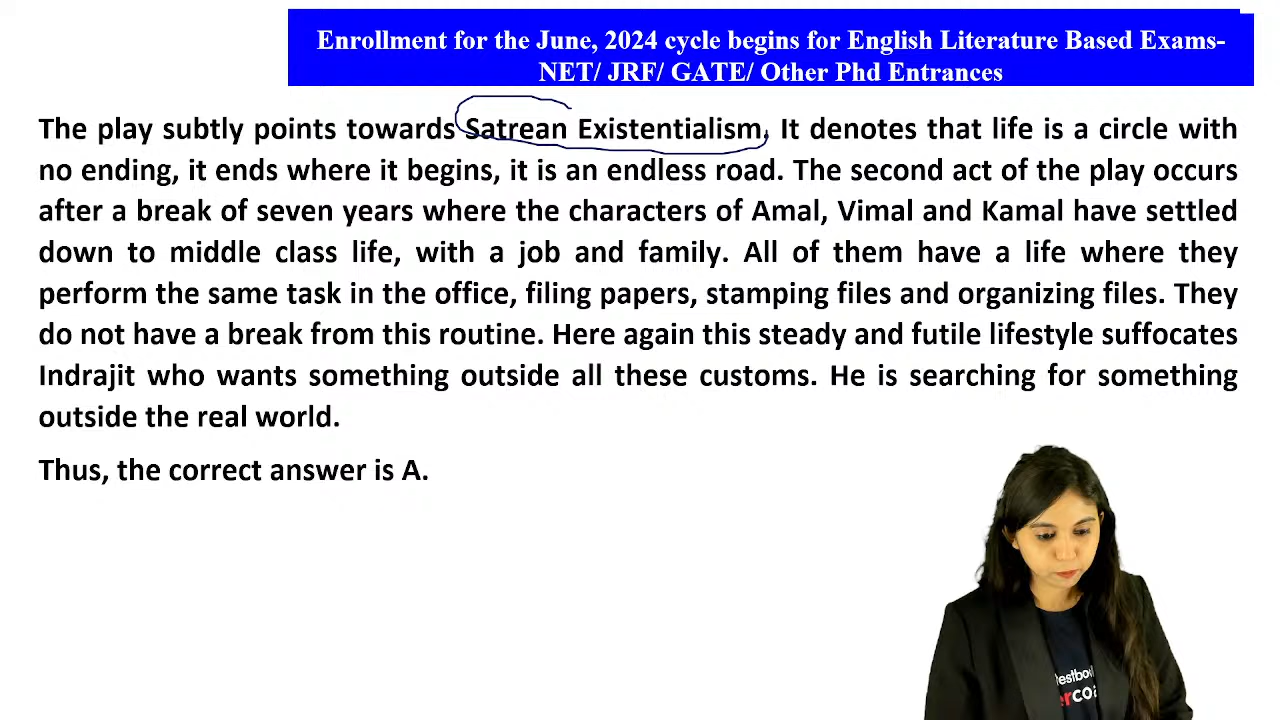 Enrollment for the June, 2024 cycle begins for English Literature Based Exams-
NET/ JRF/ GATE/ Other Phd Entrances
The play subtly points towards Satrean Existentialism. It denotes that life is a circle with
no ending, it ends where it begins, it is an endless road. The second act of the play occurs
after a break of seven years where the characters of Amal, Vimal and Kamal have settled
down to middle class life, with a job and family. All of them have a life where they
perform the same task in the office, filing papers, stamping files and organizing files. They
do not have a break from this routine. Here again this steady and futile lifestyle suffocates
Indrajit who wants something outside all these customs. He is searching for something
outside the real world.
Thus, the correct answer is A.